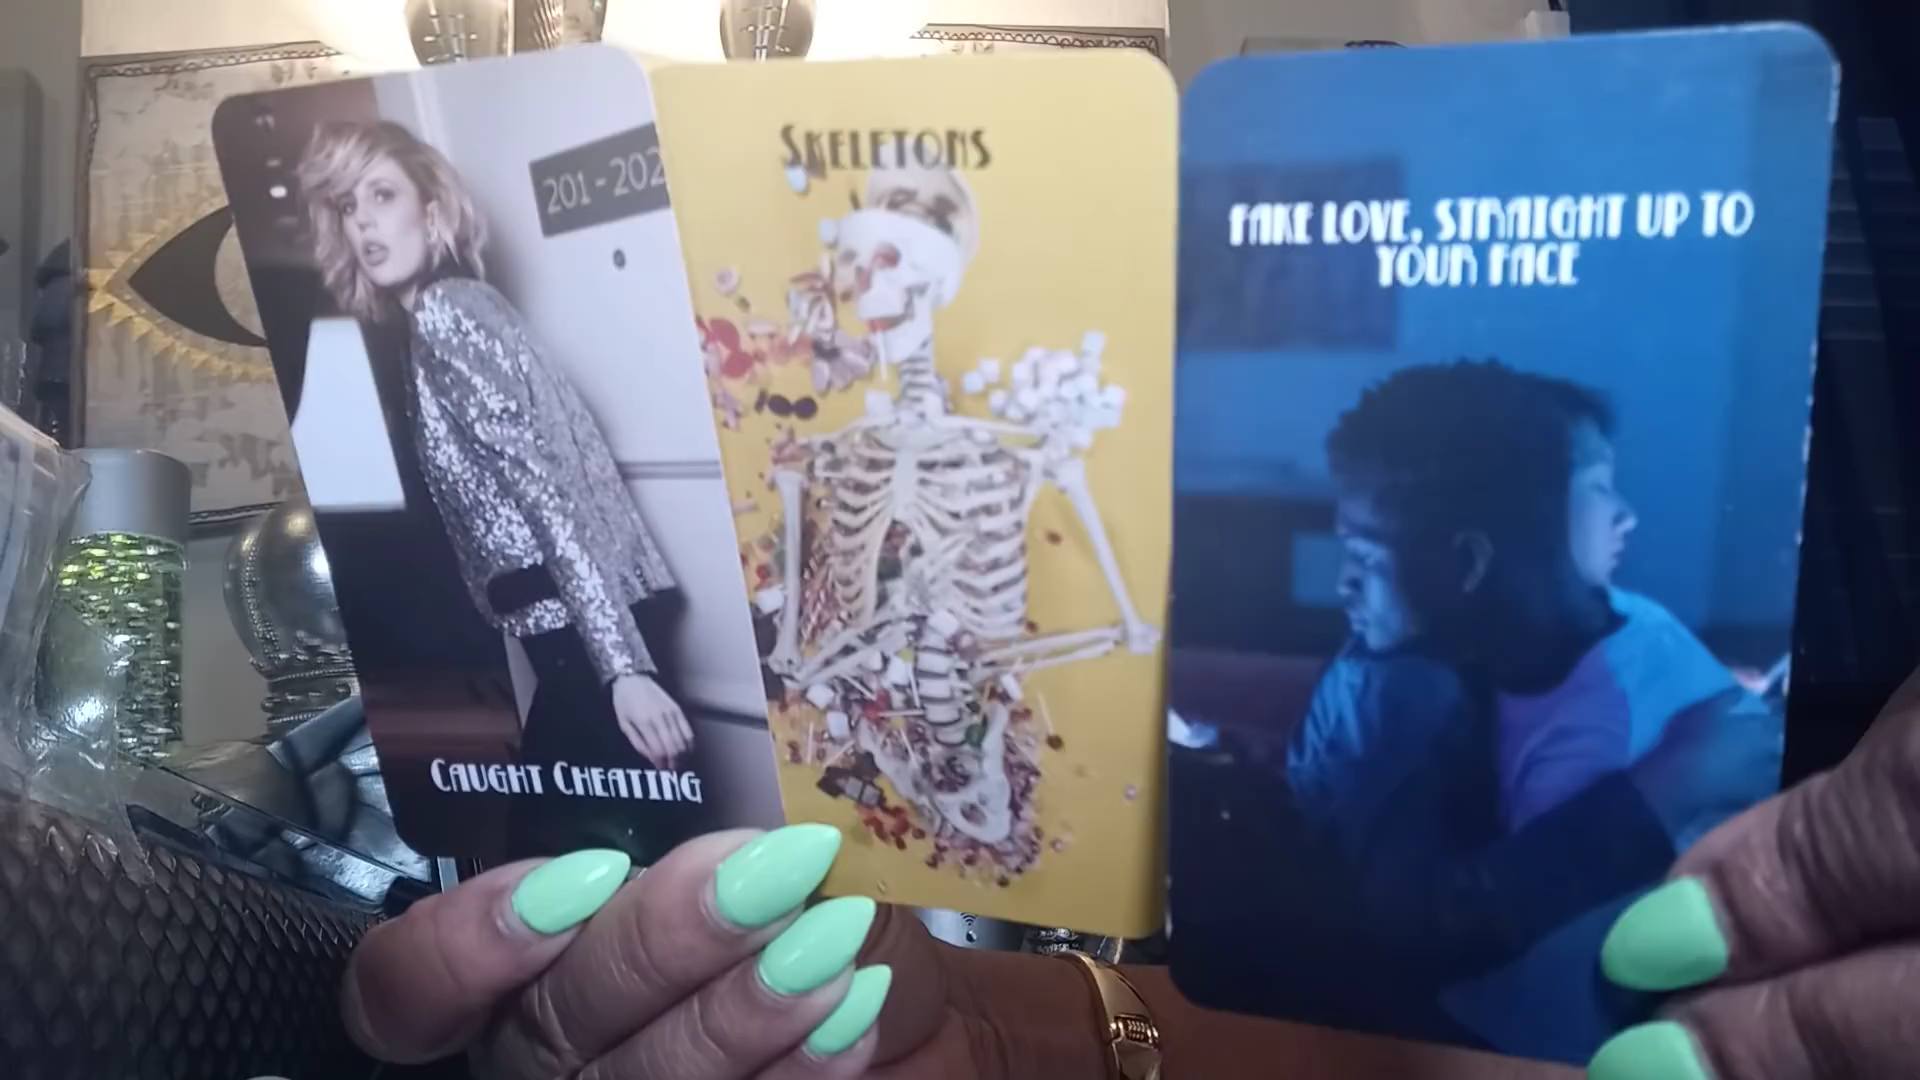 201-202
CAUGHT CHEATING
SKELETONS
FAKE LOVE, STRAIGHT UP TO
YOUR FACE